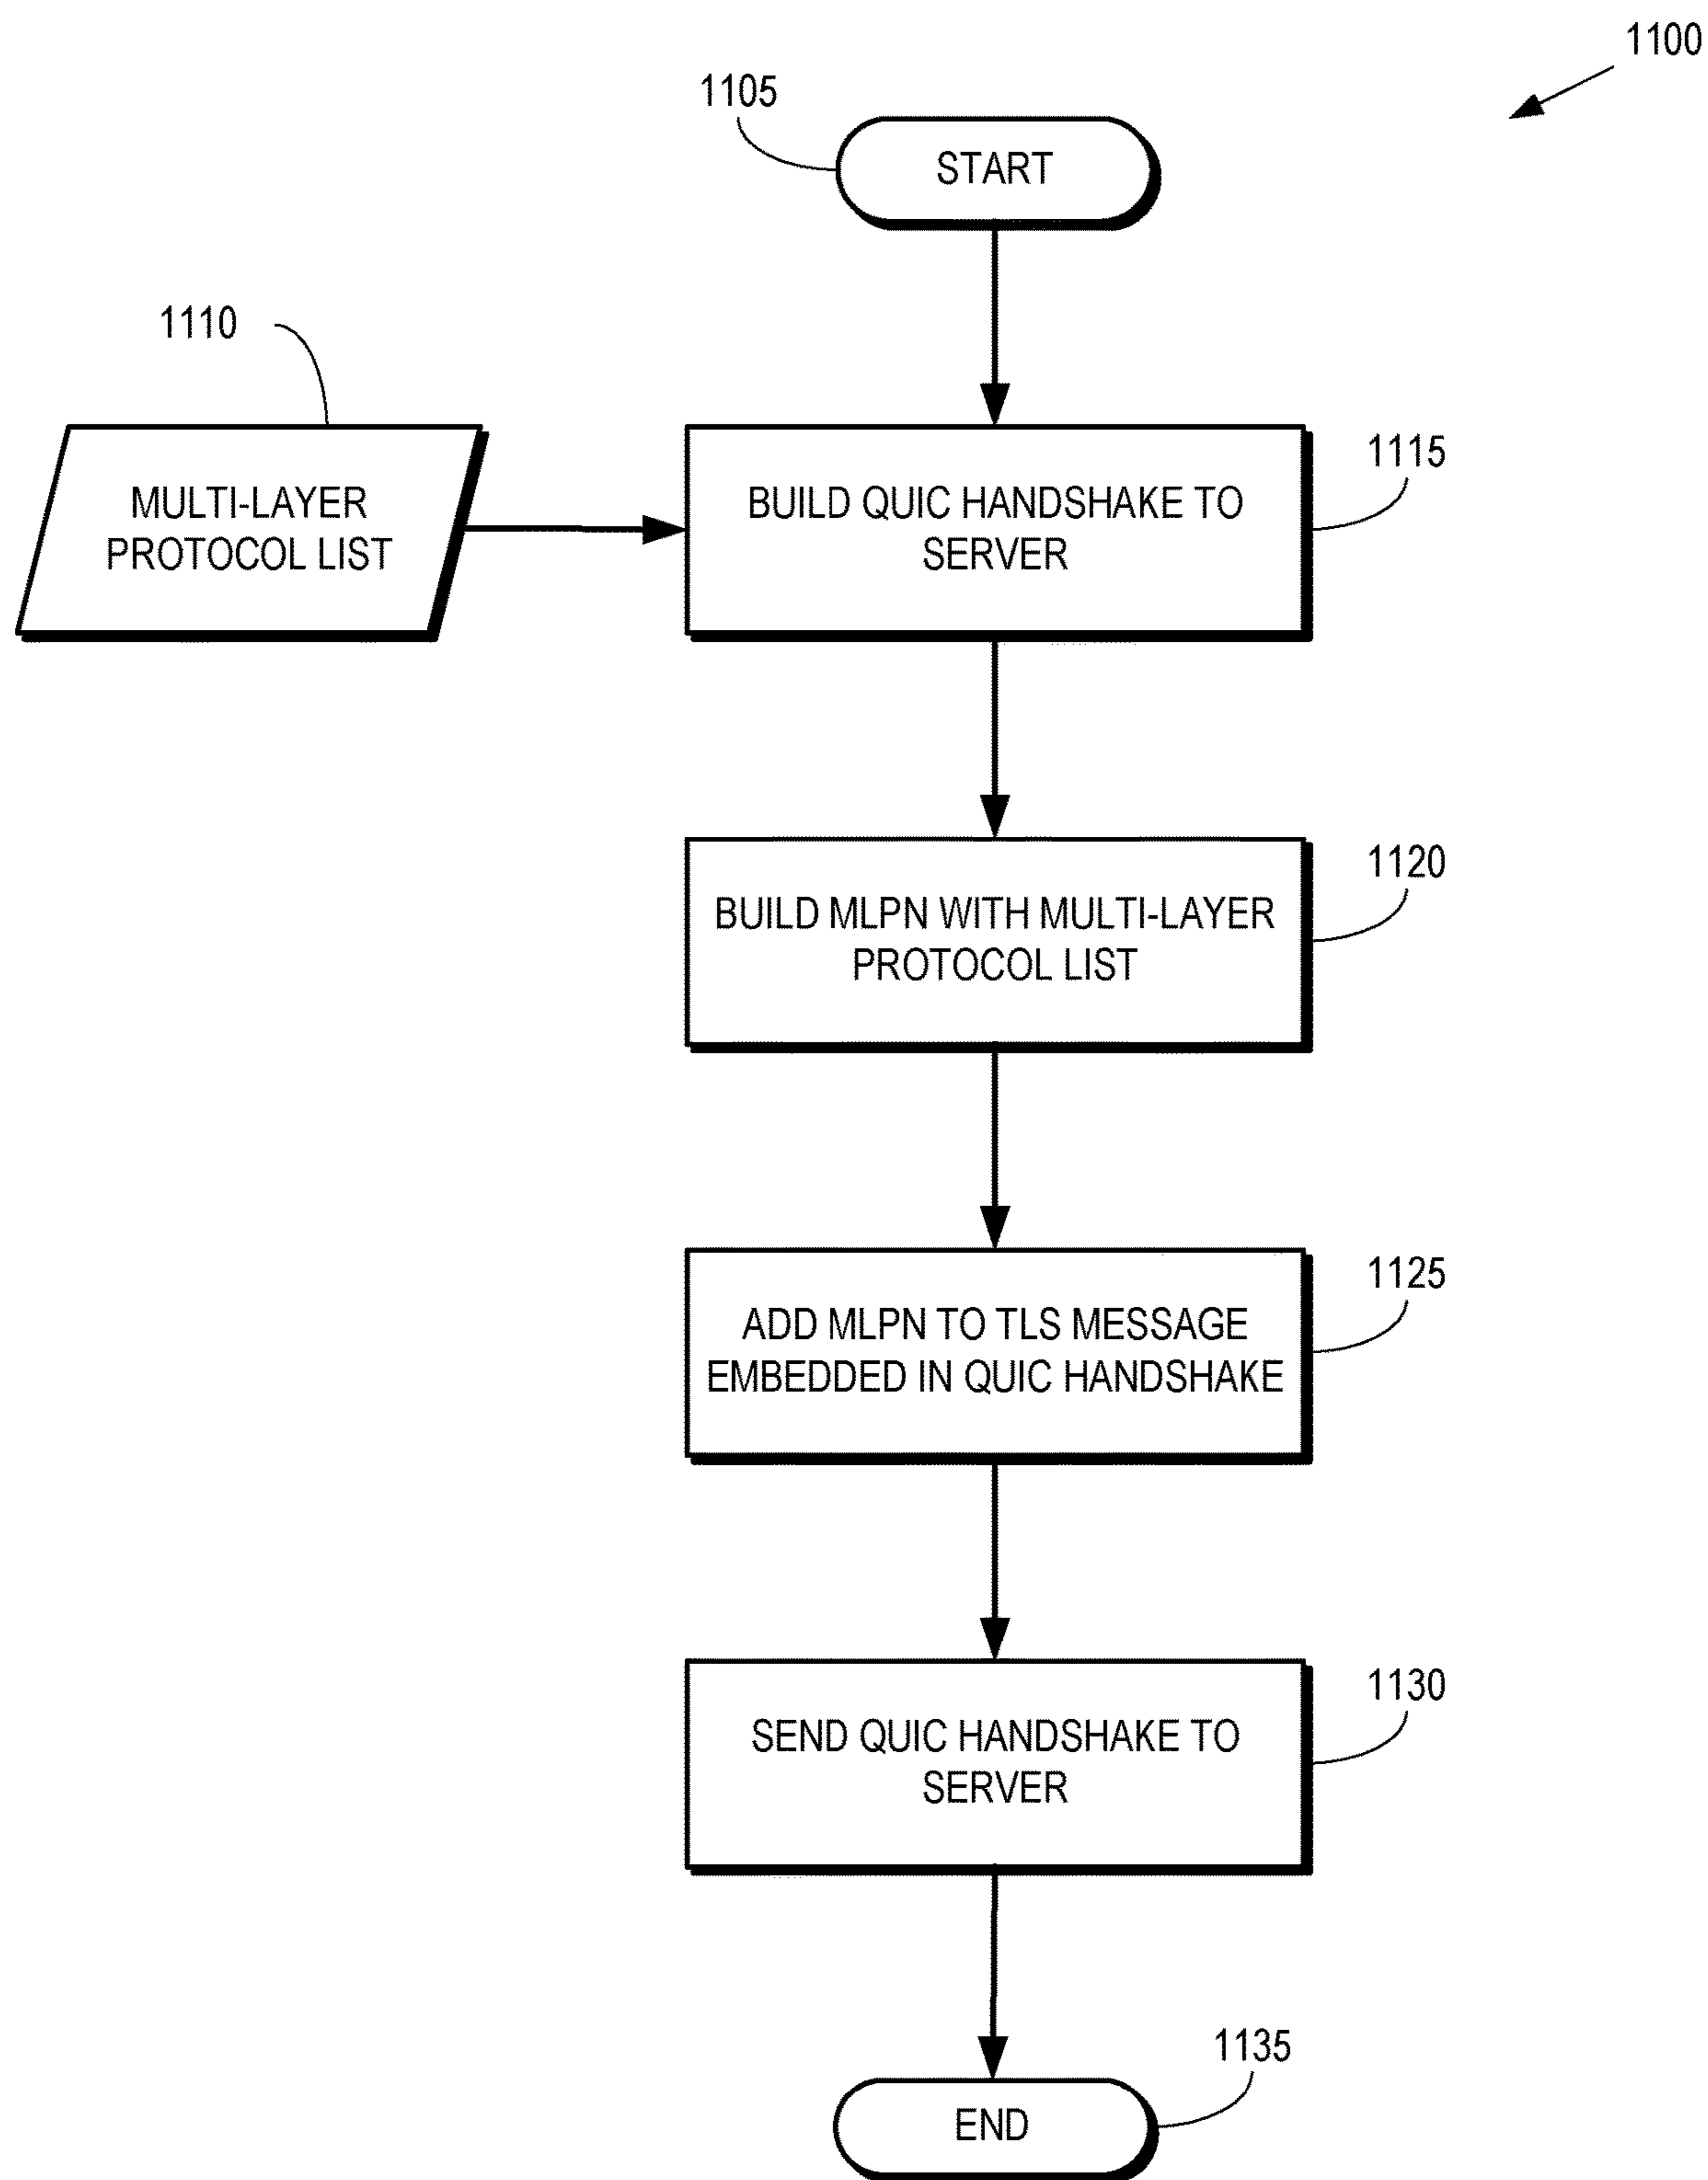 1100
1105
START
1110
MULTI-LAYER
PROTOCOL LIST
1115
BUILD QUIC HANDSHAKE TO
SERVER
1120
BUILD MLPN WITH MULTI-LAYER
PROTOCOL LIST
1125
ADD MLPN TO TLS MESSAGE
EMBEDDED IN QUIC HANDSHAKE
1130
SEND QUIC HANDSHAKE TO
SERVER
1135
END